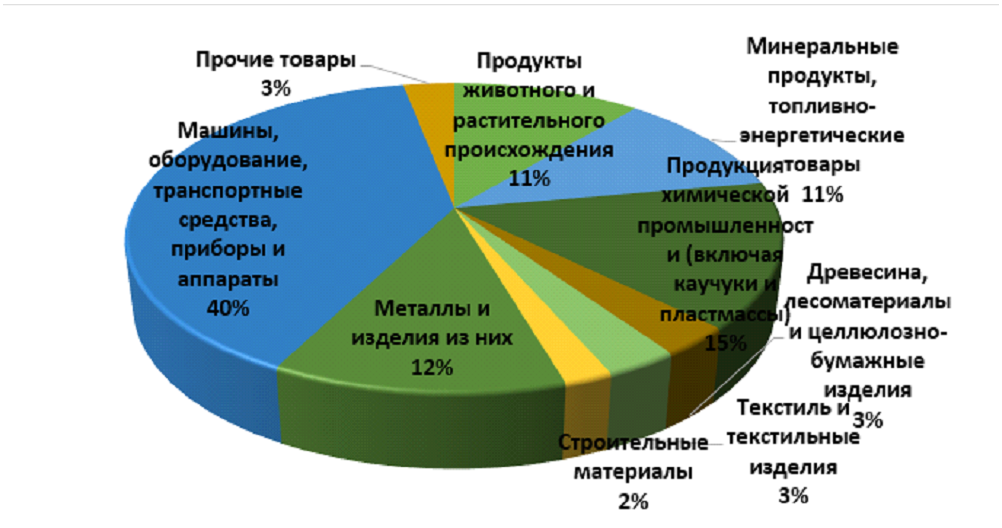 Прочие товары
3%
Продукты
животного и
растительного
происхождения
11%
Минеральные
продукты,
топливно-
энергетические
товары
11%
Машины,
оборудование,
транспортные
средства,
приборы и
аппараты
40%
Продукция
химической
промышленност
и (включая
каучуки и
пластмассы)
15%
Металлы и
изделия из них
12%
Древесина,
лесоматериалы
и целлюлозно-
бумажные
изделия
3%
Текстиль и
текстильные
изделия
3%
Строительные
материалы
2%